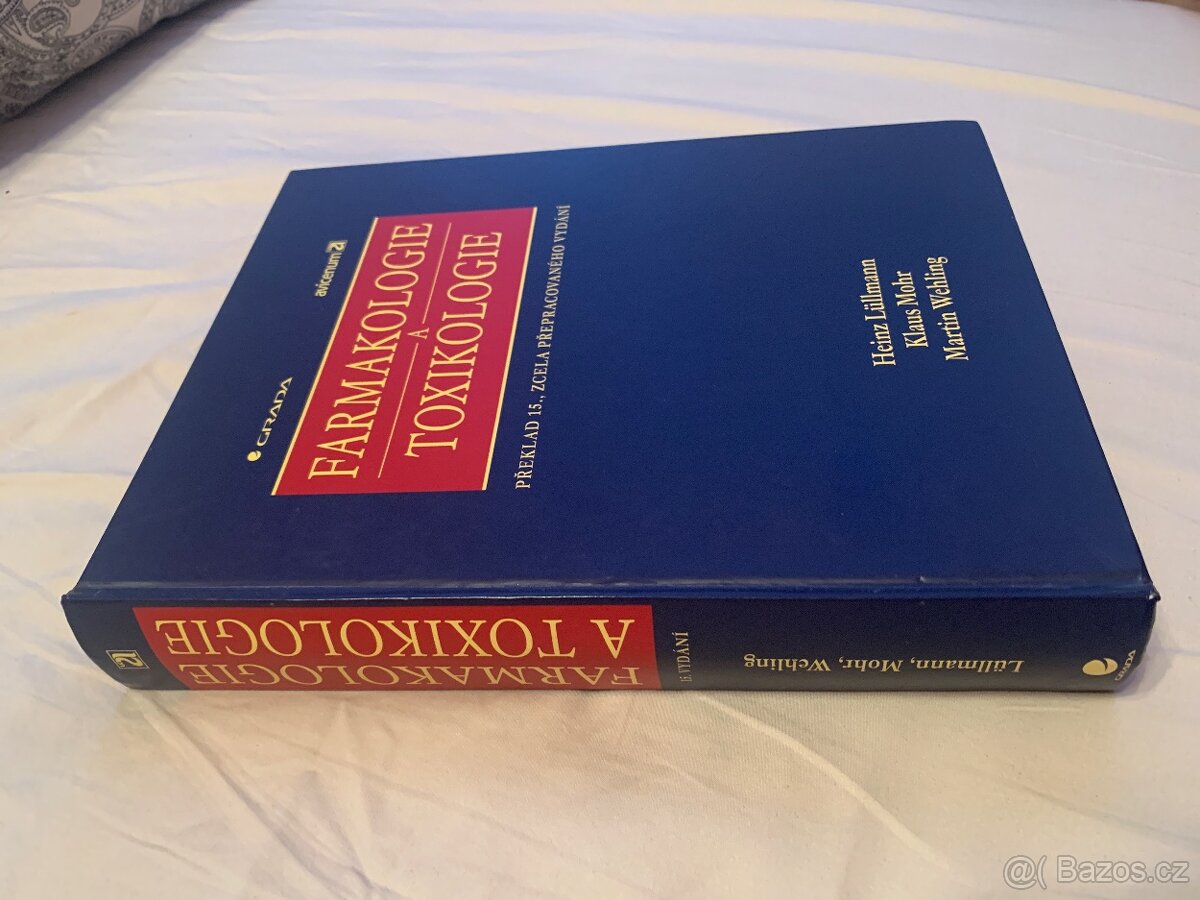 GRADA
avicenum
FARMAKOLOGIE
A
TOXIKOLOGIE
PŘEKLAD 15., ZCELA PŘEPRACOVANÉHO VYDÁNÍ
Heinz Lüllmann
Klaus Mohr
Martin Wehling
FARMAKOLOGIE
A TOXIKOLOGIE
15. VYDÁNÍ
Lüllmann, Mohr, Wehling
GRADA
@( Bazos.cz